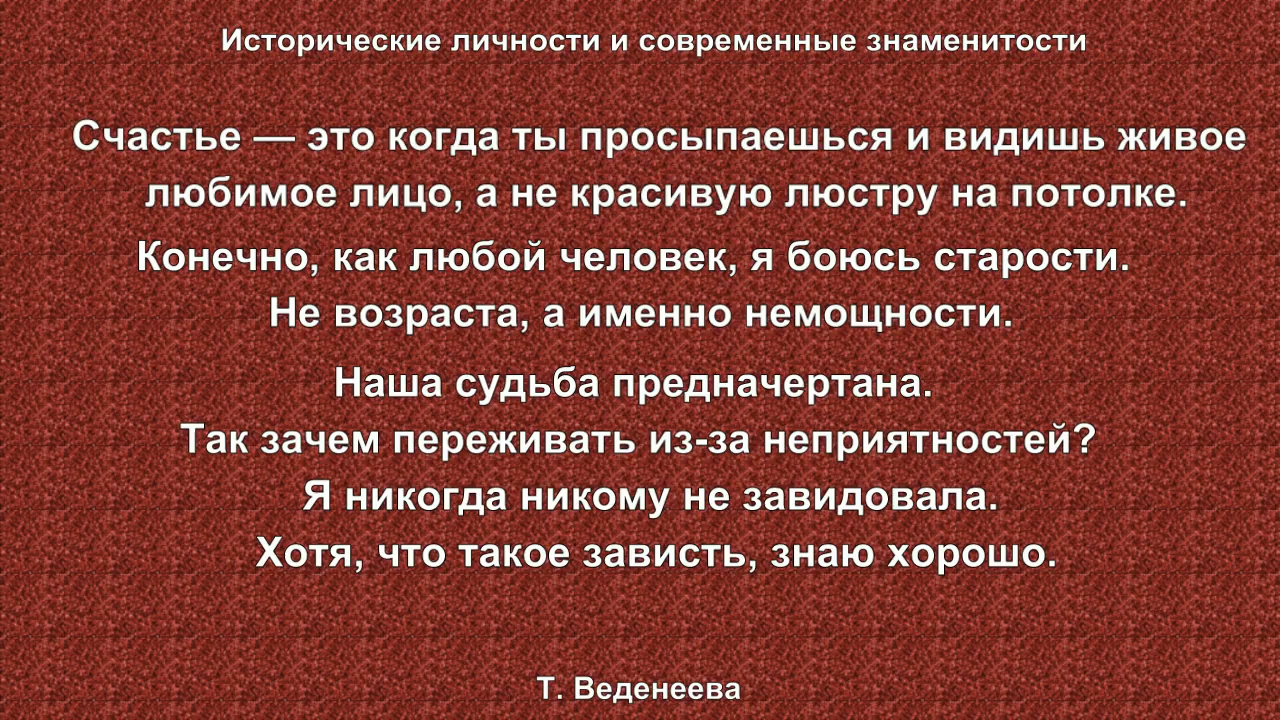 Исторические личности и современные знаменитости
Счастье — это когда ты просыпаешься и видишь живое
любимое лицо, а не красивую люстру на потолке.
Конечно, как любой человек, я боюсь старости.
Не возраста, а именно немощности.
Наша судьба предначертана.
Так зачем переживать из-за неприятностей?
Я никогда никому не завидовала.
Хотя, что такое зависть, знаю хорошо.
Т. Веденеева